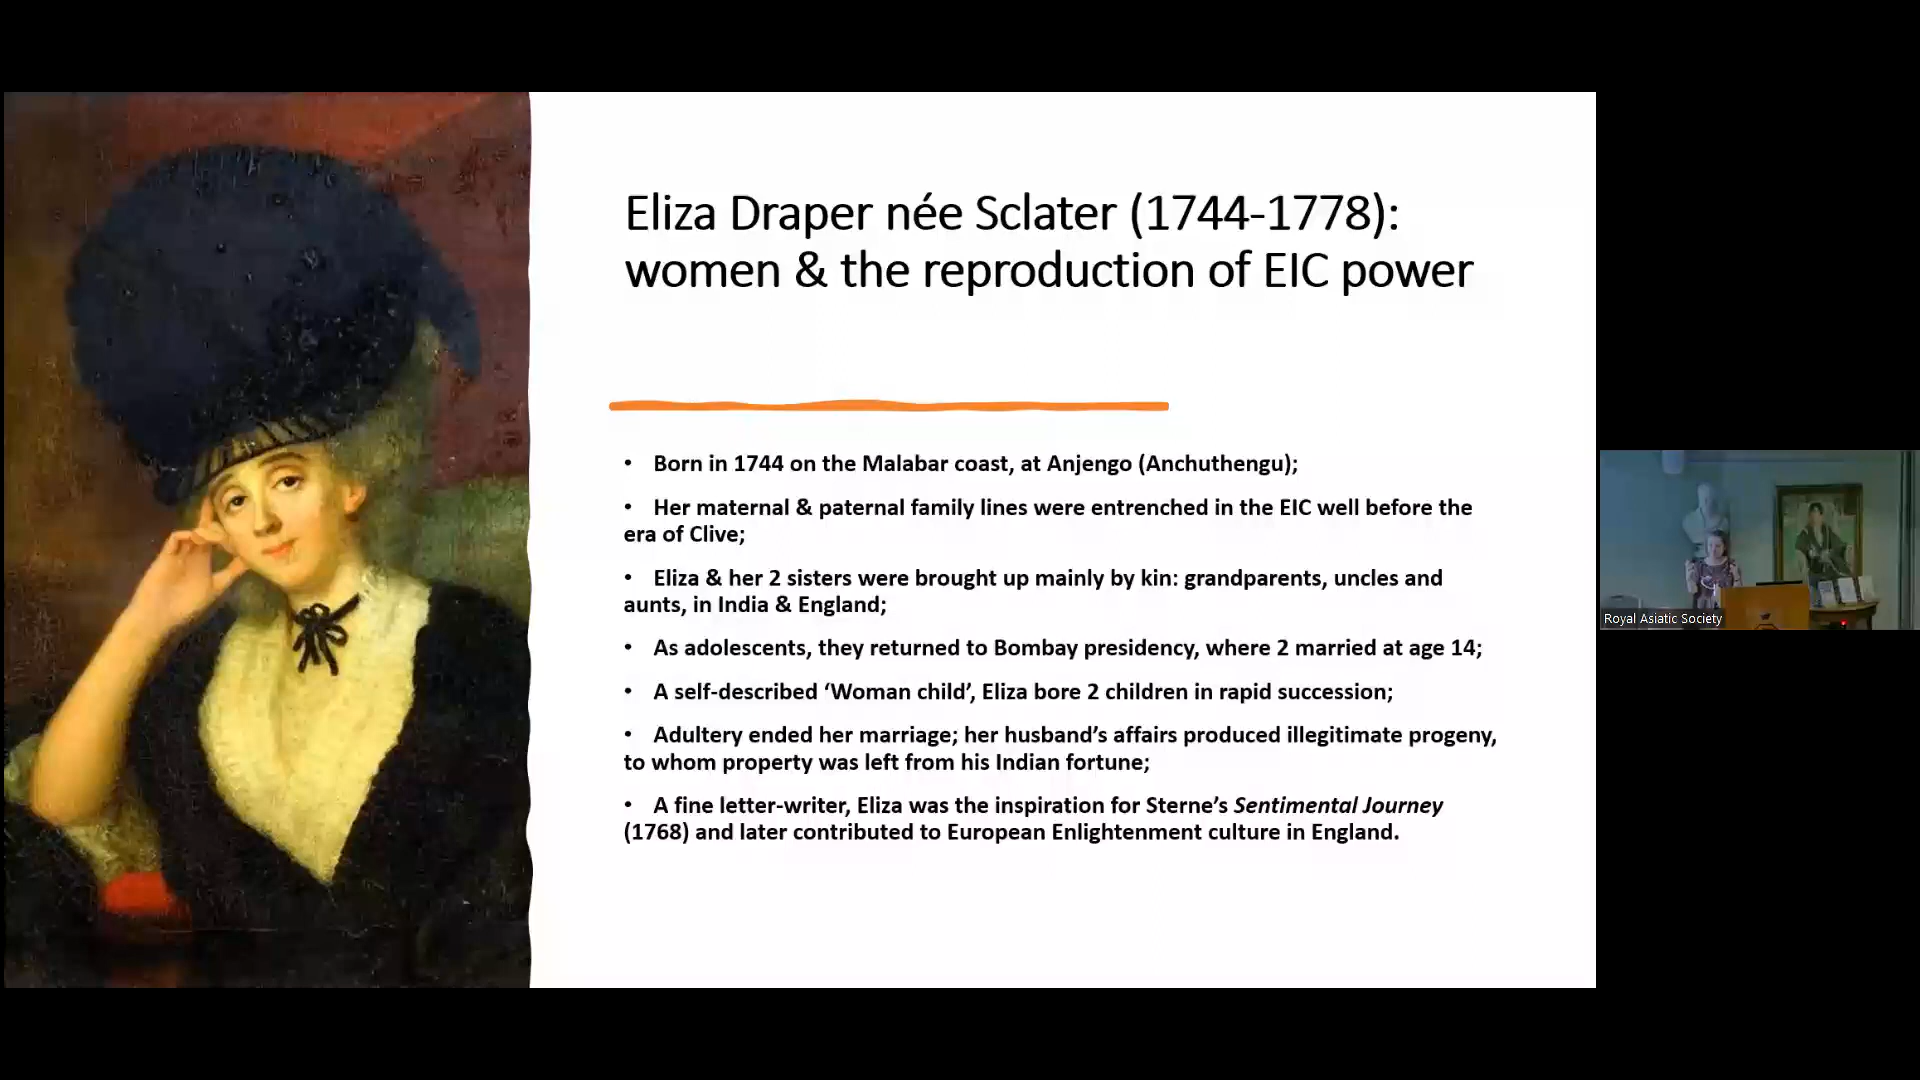 Eliza Draper née Sclater (1744-1778):
women & the reproduction of EIC power
• Born in 1744 on the Malabar coast, at Anjengo (Anchuthengu);
• Her maternal & paternal family lines were entrenched in the EIC well before the
era of Clive;
• Eliza & her 2 sisters were brought up mainly by kin: grandparents, uncles and
aunts, in India & England;
• As adolescents, they returned to Bombay presidency, where 2 married at age 14;
• A self-described ‘Woman child’, Eliza bore 2 children in rapid succession;
• Adultery ended her marriage; her husband’s affairs produced illegitimate progeny,
to whom property was left from his Indian fortune;
• A fine letter-writer, Eliza was the inspiration for Sterne’s Sentimental Journey
(1768) and later contributed to European Enlightenment culture in England.
Royal Asiatic Society